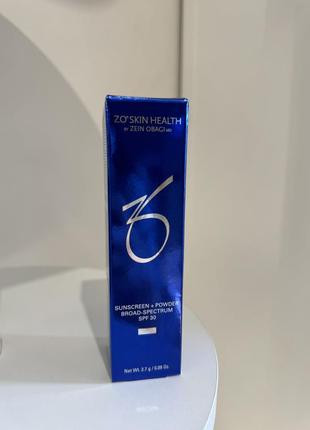 ZO® SKIN HEALTH
BY ZEIN OBAGI MD
ZO
SUNSCREEN + POWDER
BROAD-SPECTRUM
SPF 30
Net Wt. 2.7 g / 0.09 Oz.